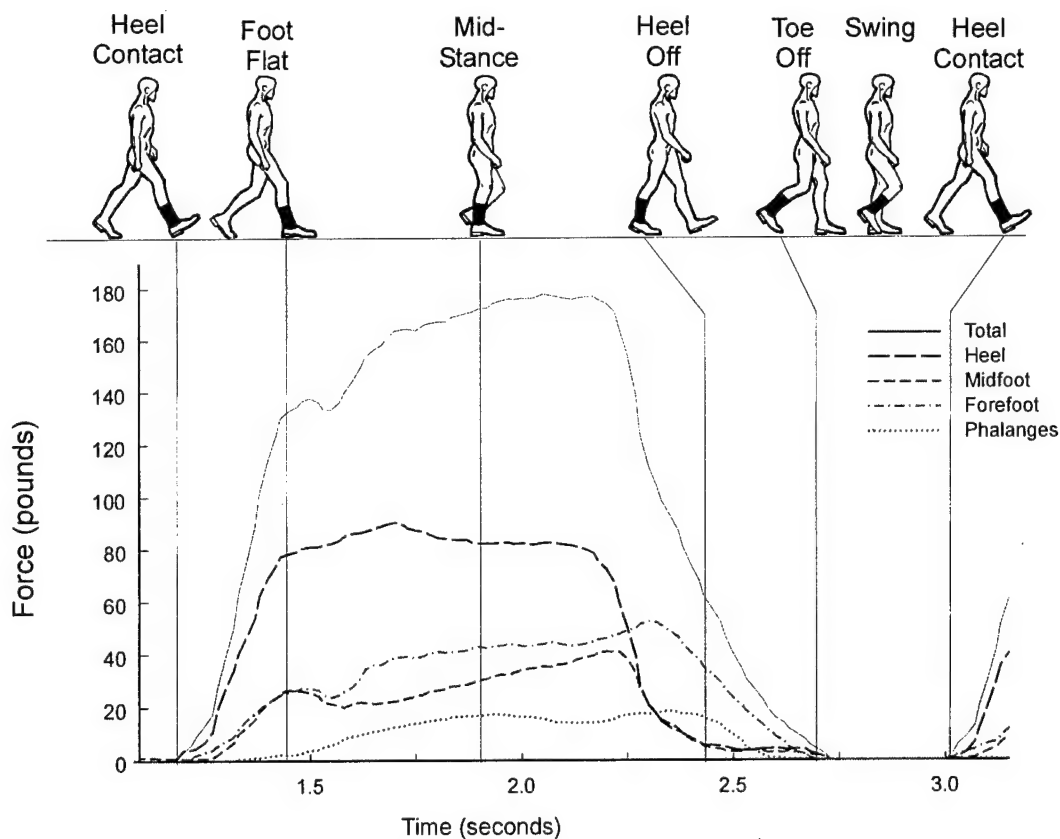 Heel
Contact
Foot
Flat
Mid-
Stance
Heel
Off
Toe
Off
Swing
Heel
Contact
180
160
140
120
100
80
60
40
20
0
Force (pounds)
Total
Heel
Midfoot
Forefoot
Phalanges
1.5
2.0
2.5
3.0
Time (seconds)